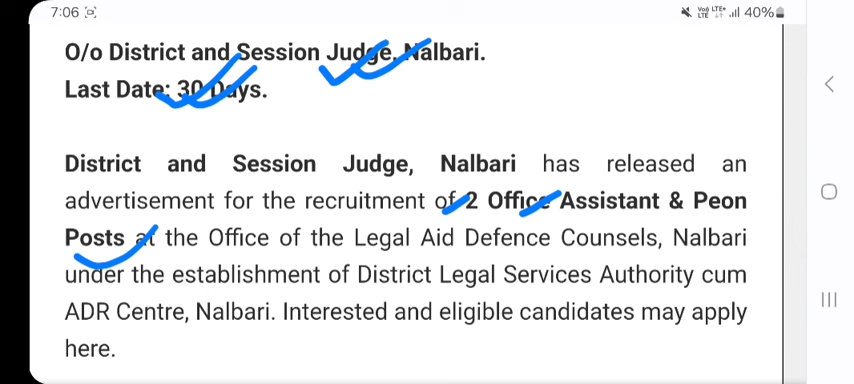 7:06
Vo) LTE+ 40%
LTE
O/o District and Session Judge, Nalbari.
Last Date: 30 Days.
District and Session Judge, Nalbari has released an
advertisement for the recruitment of 2 Office Assistant & Peon
Posts at the Office of the Legal Aid Defence Counsels, Nalbari
under the establishment of District Legal Services Authority cum
ADR Centre, Nalbari. Interested and eligible candidates may apply
here.